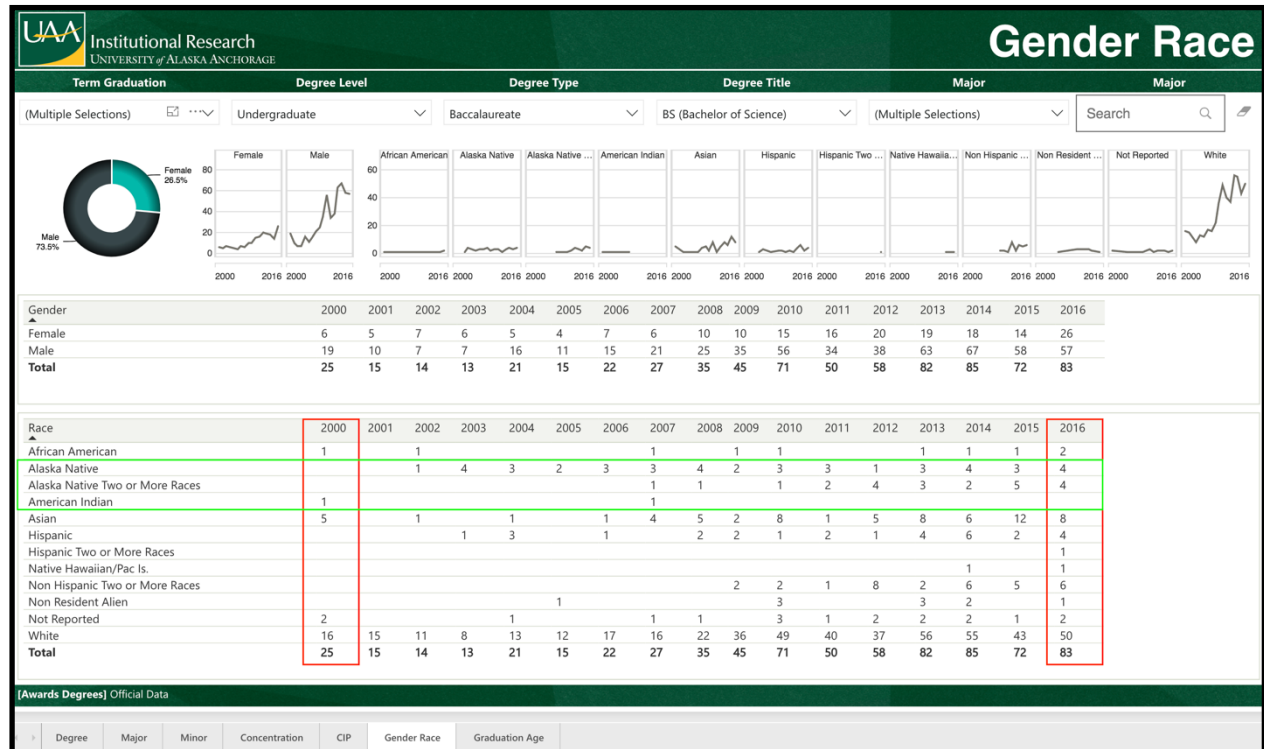 UAA
Institutional Research
UNIVERSITY of ALASKA ANCHORAGE
Gender Race
Term Graduation Degree Level Degree Type Degree Title Major Major
(Multiple Selections) Undergraduate Baccalaureate BS (Bachelor of Science) (Multiple Selections) Search
Female 26.5%
Male 73.5%
Female Male
80
60
40
20
0
2000 2016 2000 2016
African American Alaska Native Alaska Native ... American Indian Asian Hispanic Hispanic Two ... Native Hawaiia... Non Hispanic ... Non Resident ... Not Reported White
60
40
20
0
2000 2016 2000 2016 2000 2016 2000 2016 2000 2016 2000 2016 2000 2016 2000 2016 2000 2016 2000 2016 2000 2016 2000 2016
Gender 2000 2001 2002 2003 2004 2005 2006 2007 2008 2009 2010 2011 2012 2013 2014 2015 2016
Female 6 5 7 6 5 4 7 6 10 10 15 16 20 19 18 14 26
Male 19 10 7 7 16 11 15 21 25 35 56 34 38 63 67 58 57
Total 25 15 14 13 21 15 22 27 35 45 71 50 58 82 85 72 83
Race 2000 2001 2002 2003 2004 2005 2006 2007 2008 2009 2010 2011 2012 2013 2014 2015 2016
African American 1 1 1 1 1 1 1 1 2
Alaska Native 1 4 3 2 3 3 4 2 3 3 1 3 4 3 4
Alaska Native Two or More Races 1 1 1 2 4 3 2 5 4
American Indian 1 1
Asian 5 1 1 1 4 5 2 8 1 5 8 6 12 8
Hispanic 1 3 1 2 2 1 2 1 4 6 2 4
Hispanic Two or More Races 1
Native Hawaiian/Pac Is. 1 1
Non Hispanic Two or More Races 2 2 1 8 2 6 5 6
Non Resident Alien 1 3 3 2 1
Not Reported 2 1 1 1 3 1 2 2 2 1 2
White 16 15 11 8 13 12 17 16 22 36 49 40 37 56 55 43 50
Total 25 15 14 13 21 15 22 27 35 45 71 50 58 82 85 72 83
[Awards Degrees] Official Data
Degree Major Minor Concentration CIP Gender Race Graduation Age